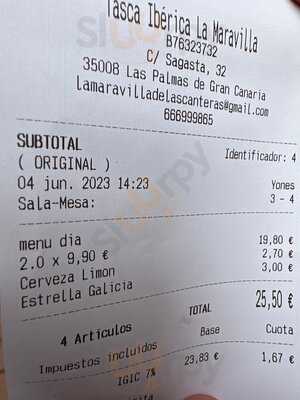 Tasca Ibérica La Maravilla
B76323732
C/ Sagasta, 32
35008 Las Palmas de Gran Canaria
Lamaravilladelascanteras@gmail.com
666999865
SUBTOTAL
( ORIGINAL ) Identificador: 4
04 jun. 2023 14:23 Yones
Sala-Mesa: 3 - 4
menu dia 19,80 €
2.0 x 9,90 € 2,70 €
Cerveza Limon 3,00 €
Estrella Galicia
TOTAL 25,50 €
4 Artículos
Impuestos incluidos Base Cuota
IGIC 7% 23,83 € 1,67 €